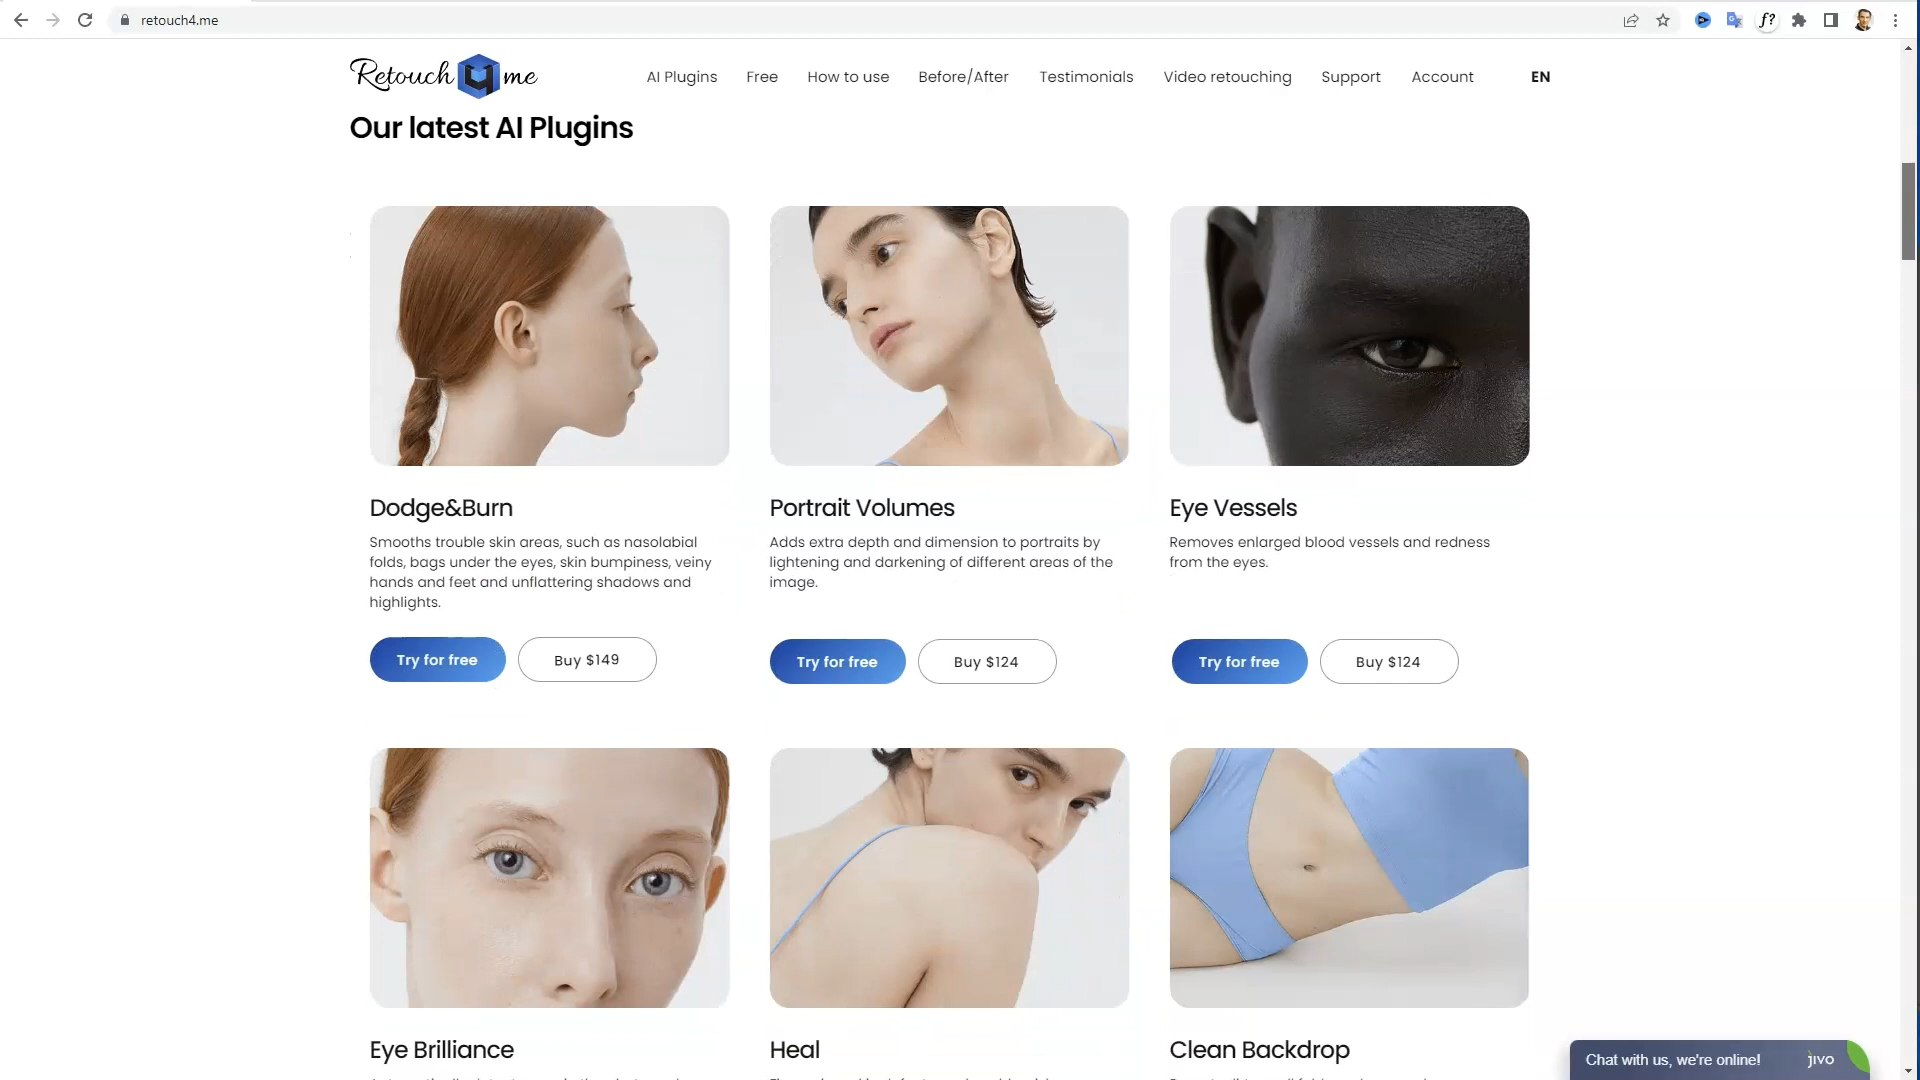 retouch4.me
Retouch 4 me
AI Plugins Free How to use Before/After Testimonials Video retouching Support Account EN
Our latest AI Plugins
Dodge&Burn
Smooths trouble skin areas, such as nasolabial
folds, bags under the eyes, skin bumpiness, veiny
hands and feet and unflattering shadows and
highlights.
Try for free Buy $149
Portrait Volumes
Adds extra depth and dimension to portraits by
lightening and darkening of different areas of the
image.
Try for free Buy $124
Eye Vessels
Removes enlarged blood vessels and redness
from the eyes.
Try for free Buy $124
Eye Brilliance
Heal
Clean Backdrop
Chat with us, we're online! jivo